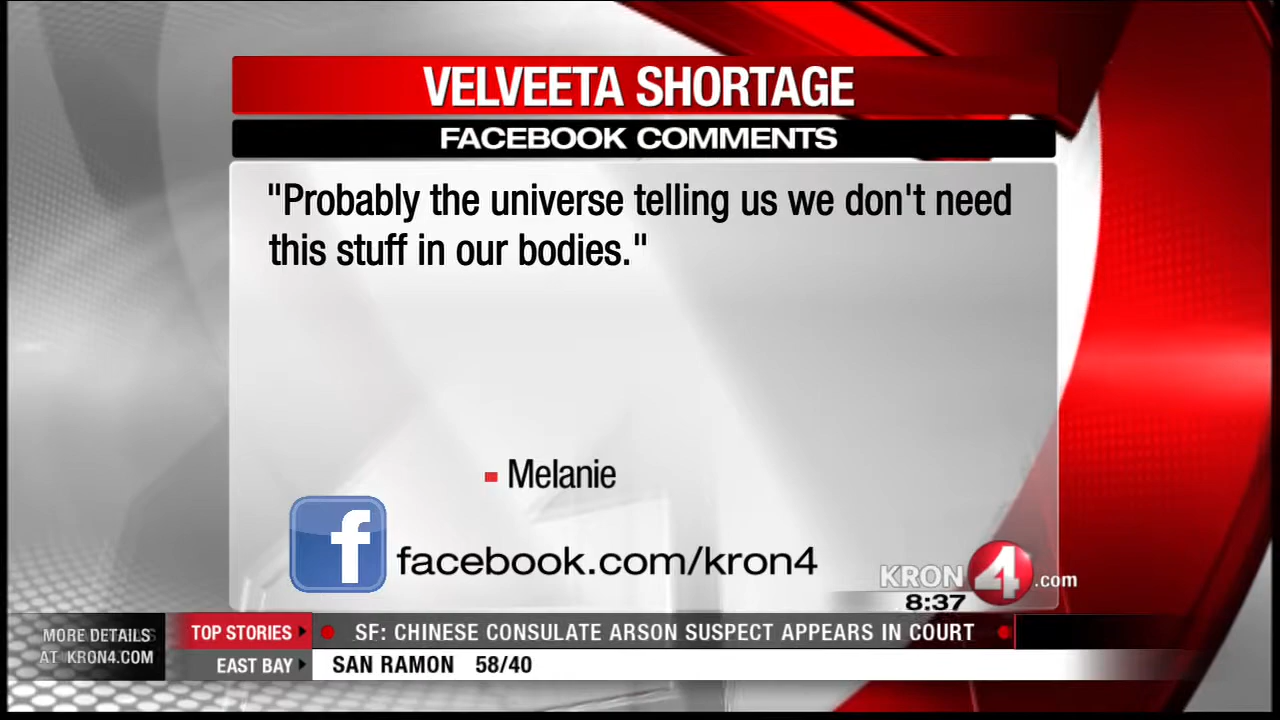 VELVEETA SHORTAGE
FACEBOOK COMMENTS
"Probably the universe telling us we don't need
this stuff in our bodies."
- Melanie
f facebook.com/kron4
KRON 4 .com
8:37
MORE DETAILS
AT KRON4.COM
TOP STORIES
SF: CHINESE CONSULATE ARSON SUSPECT APPEARS IN COURT
EAST BAY
SAN RAMON 58/40